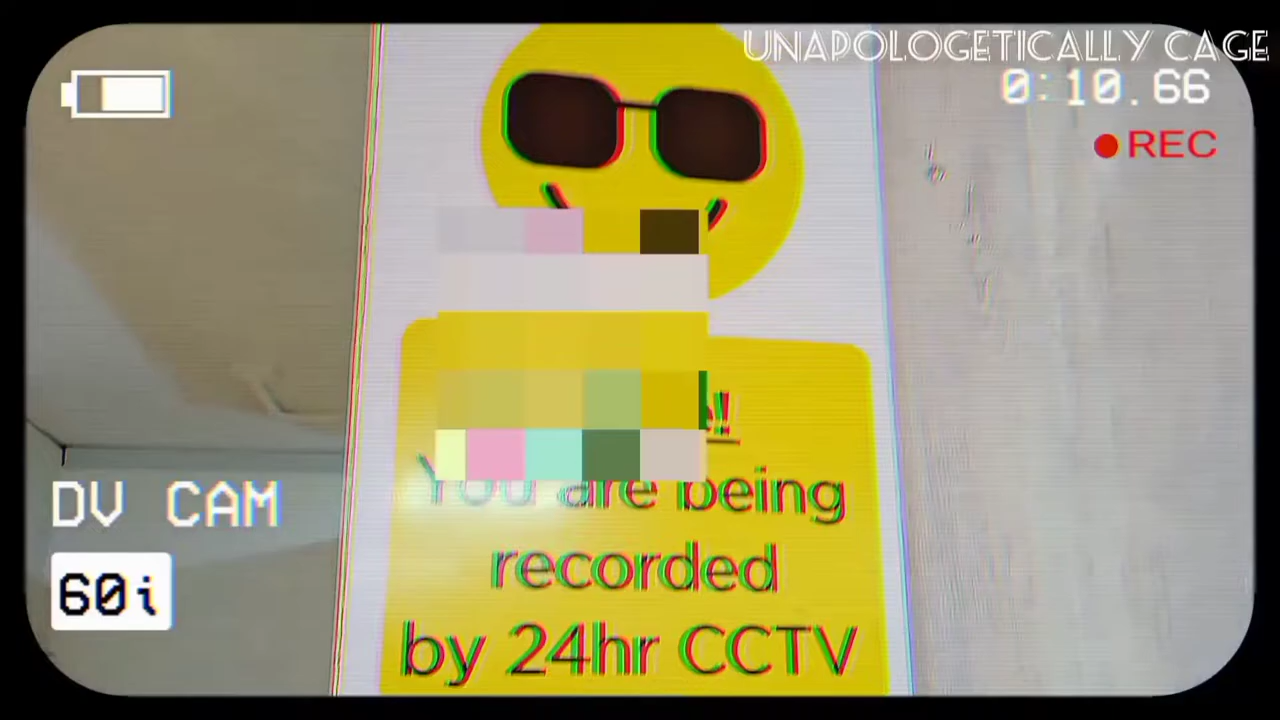 UNAPOLOGETICALLY CAGE
0:10.66
REC
DV CAM
60i
You are being
recorded
by 24hr CCTV